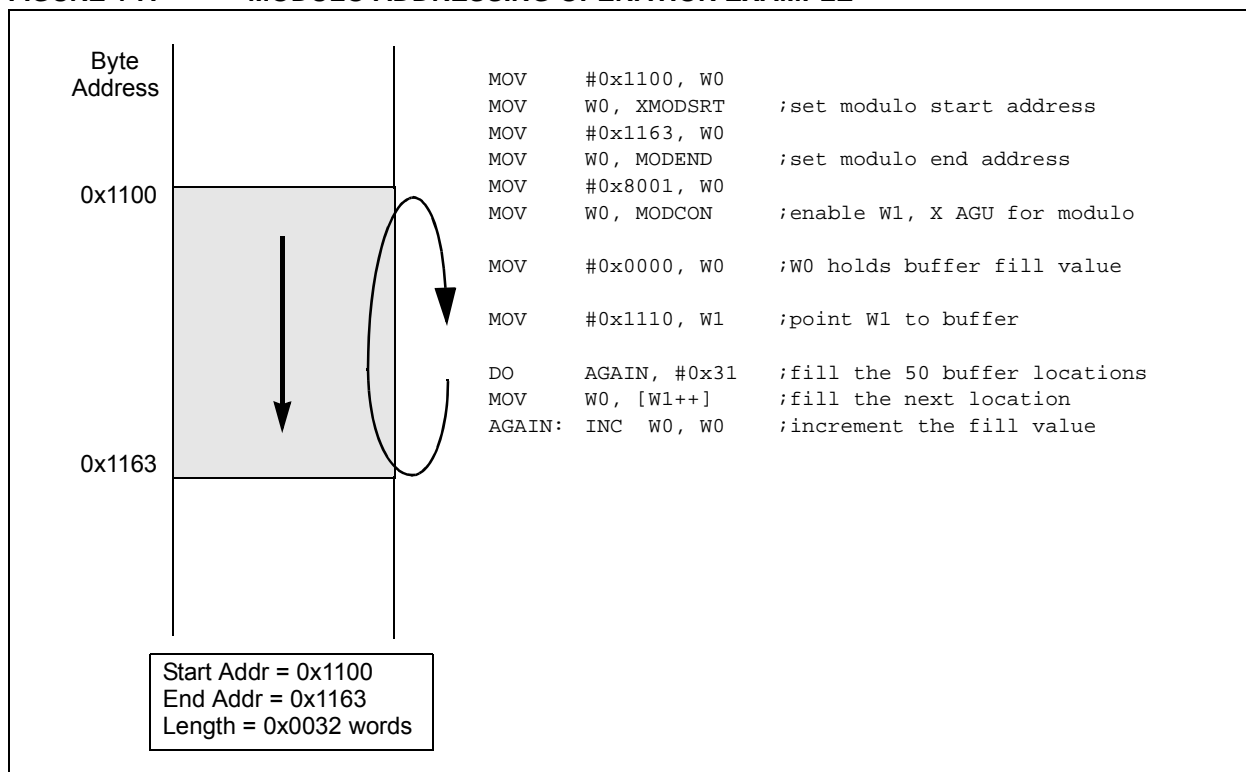 Byte
Address
0x1100
0x1163
MOV #0x1100, W0
MOV W0, XMODSRT ;set modulo start address
MOV #0x1163, W0
MOV W0, MODEND ;set modulo end address
MOV #0x8001, W0
MOV W0, MODCON ;enable W1, X AGU for modulo
MOV #0x0000, W0 ;W0 holds buffer fill value
MOV #0x1110, W1 ;point W1 to buffer
DO AGAIN, #0x31 ;fill the 50 buffer locations
MOV W0, [W1++] ;fill the next location
AGAIN: INC W0, W0 ;increment the fill value
Start Addr = 0x1100
End Addr = 0x1163
Length = 0x0032 words